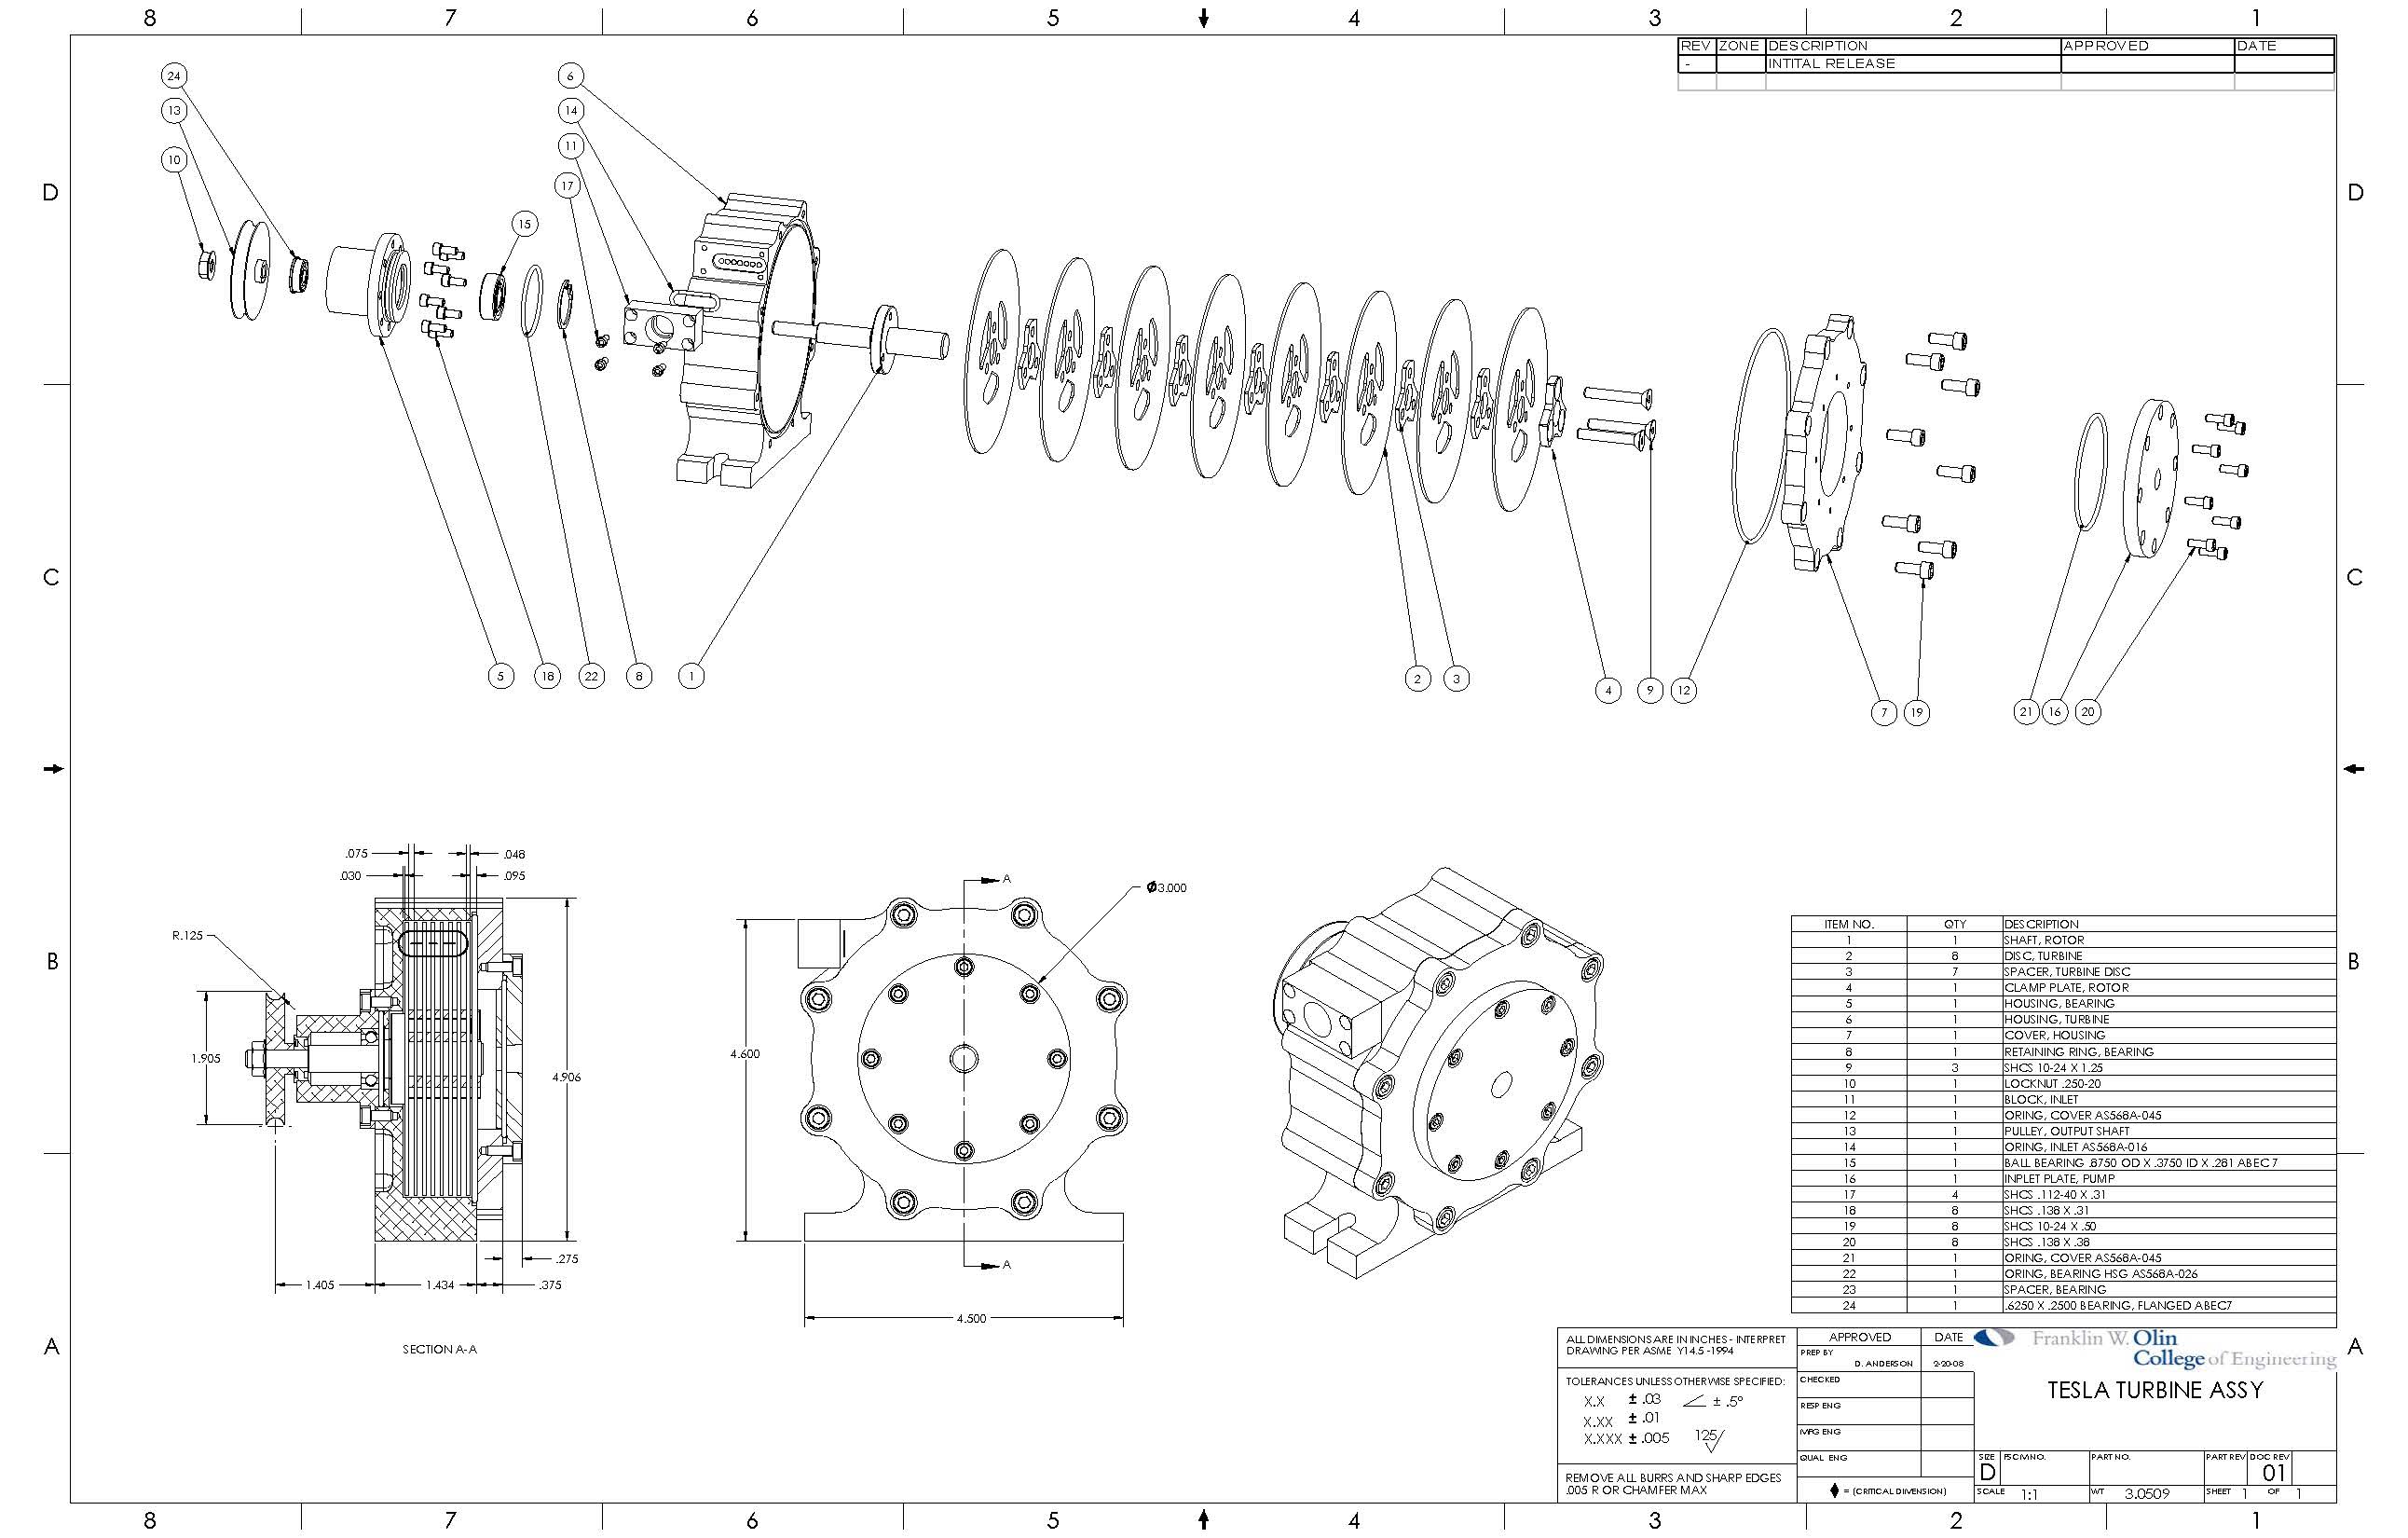 8 7 6 5 4 3 2 1
REV ZONE DESCRIPTION APPROVED DATE
- INTITAL RELEASE
24
13
10
6
14
11
17
15
D D
C C
5 18 22 8 1
2 3
4 9 12
7 19
21 16 20
.075 .048
.030 .095
R.125
1.905
4.906
.275
1.405 1.434 .375
SECTION A-A
A
Ø3.000
4.600
A
4.500
B B
ITEM NO. QTY DESCRIPTION
1 1 SHAFT, ROTOR
2 8 DISC, TURBINE
3 7 SPACER, TURBINE DISC
4 1 CLAMP PLATE, ROTOR
5 1 HOUSING, BEARING
6 1 HOUSING, TURBINE
7 1 COVER, HOUSING
8 1 RETAINING RING, BEARING
9 3 SHCS 10-24 X 1.25
10 1 LOCKNUT .250-20
11 1 BLOCK, INLET
12 1 ORING, COVER AS568A-045
13 1 PULLEY, OUTPUT SHAFT
14 1 ORING, INLET AS568A-016
15 1 BALL BEARING .8750 OD X .3750 ID X .281 ABEC 7
16 1 INPLET PLATE, PUMP
17 4 SHCS .112-40 X .31
18 8 SHCS .138 X .31
19 8 SHCS 10-24 X .50
20 8 SHCS .138 X .38
21 1 ORING, COVER AS568A-045
22 1 ORING, BEARING HSG AS568A-026
23 1 SPACER, BEARING
24 1 .6250 X .2500 BEARING, FLANGED ABEC7
A A
ALL DIMENSIONS ARE IN INCHES - INTERPRET
DRAWING PER ASME Y14.5 -1994
TOLERANCES UNLESS OTHERWISE SPECIFIED:
X.X ± .03 ± .5°
X.XX ± .01
X.XXX ± .005 125
REMOVE ALL BURRS AND SHARP EDGES
.005 R OR CHAMFER MAX
APPROVED DATE
PREP BY
D. ANDERSON 2-20-08
CHECKED
RESP ENG
MFG ENG
QUAL ENG
= (CRITICAL DIMENSION)
Franklin W. Olin
College of Engineering
TESLA TURBINE ASSY
SIZE FSCM NO. PART NO. PART REV DOC REV
D 01
SCALE 1:1 WT 3.0509 SHEET 1 OF 1
8 7 6 5 4 3 2 1